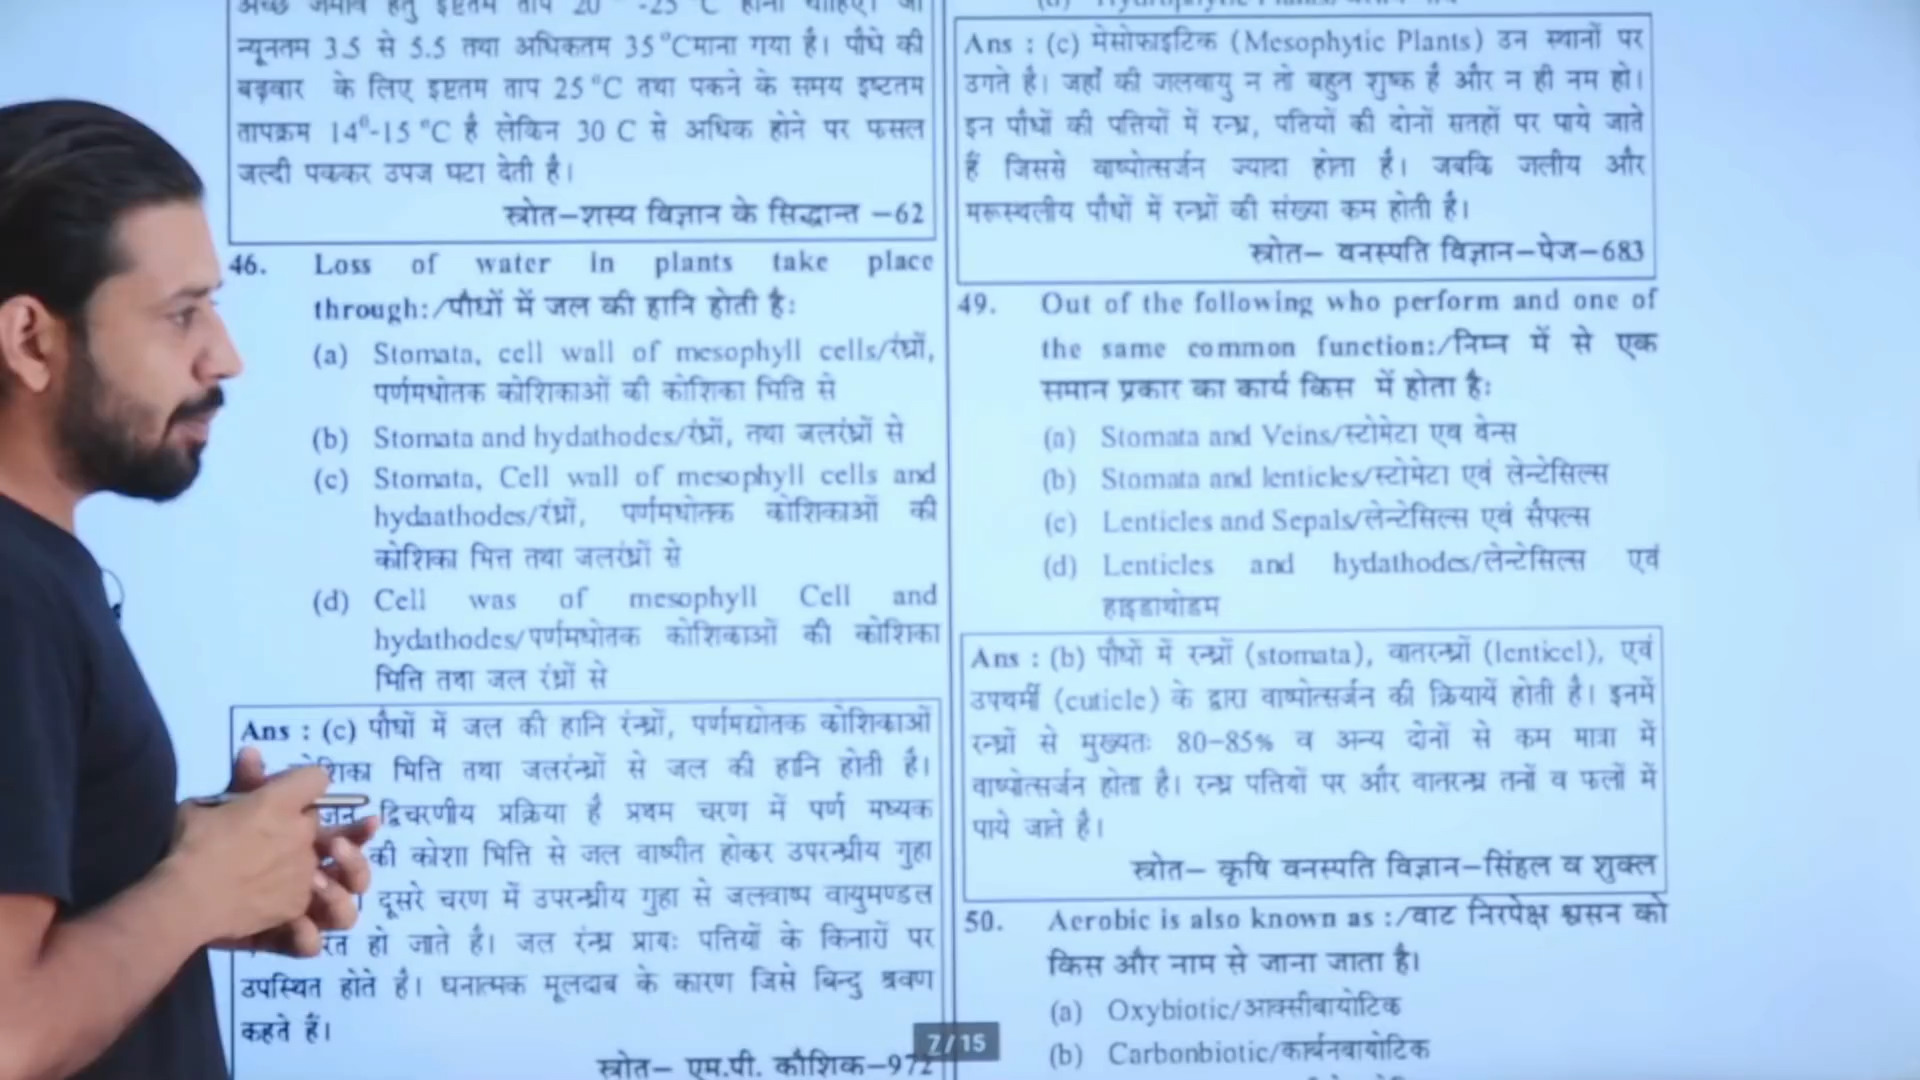 न्यूनतम 3.5 से 5.5 तथा अधिकतम 35°Cमाना गया है। पौधे की
बढ़वार के लिए इष्टतम ताप 25°C तथा पकने के समय इष्टतम
तापक्रम 14⁰-15 °C है लेकिन 30 C से अधिक होने पर फसल
जल्दी पककर उपज घटा देती है।
स्त्रोत–शस्य विज्ञान के सिद्धान्त –62
46. Loss of water in plants take place
through:/पौधों में जल की हानि होती है:
(a) Stomata, cell wall of mesophyll cells/रंध्रों,
पर्णमधोतक कोशिकाओं की कोशिका भित्ति से
(b) Stomata and hydathodes/रंध्रों, तथा जलरंध्रों से
(c) Stomata, Cell wall of mesophyll cells and
hydaathodes/रंध्रों, पर्णमधोतक कोशिकाओं की
कोशिका भित्त तथा जलरंध्रों से
(d) Cell was of mesophyll Cell and
hydathodes/पर्णमधोतक कोशिकाओं की कोशिका
भित्ति तथा जल रंध्रों से
Ans : (c) पौधों में जल की हानि रंन्ध्रों, पर्णमद्योतक कोशिकाओं
भित्ति तथा जलरंन्ध्रों से जल की हानि होती है।
द्विचरणीय प्रक्रिया है प्रथम चरण में पर्ण मध्यक
की कोशा भित्ति से जल वाष्पीत होकर उपरन्ध्रीय गुहा
दूसरे चरण में उपरन्ध्रीय गुहा से जलवाष्प वायुमण्डल
हो जाते है। जल रंन्ध्र प्रायः पत्तियों के किनारों पर
उपस्थित होते है। धनात्मक मूलदाब के कारण जिसे बिन्दु श्रवण
कहते हैं।
स्त्रोत– एम.पी. कौशिक–972
Ans : (c) मेसोफाइटिक (Mesophytic Plants) उन स्थानों पर
उगते है। जहाँ की जलवायु न तो बहुत शुष्क है और न ही नम हो।
इन पौधों की पत्तियों में रन्ध्र, पत्तियों की दोनों सतहों पर पाये जाते
हैं जिससे वाष्पोत्सर्जन ज्यादा होता है। जबकि जलीय और
मरूस्थलीय पौधों में रन्ध्रों की संख्या कम होती है।
स्त्रोत– वनस्पति विज्ञान–पेज–683
49. Out of the following who perform and one of
the same common function:/निम्न में से एक
समान प्रकार का कार्य किस में होता है:
(a) Stomata and Veins/स्टोमेटा एव वेन्स
(b) Stomata and lenticles/स्टोमेटा एवं लेन्टेसिल्स
(c) Lenticles and Sepals/लेन्टेसिल्स एवं सैपल्स
(d) Lenticles and hydathodes/लेन्टेसिल्स एवं
हाइडाथोडम
Ans : (b) पौधों में रन्ध्रों (stomata), वातरन्ध्रों (lenticel), एवं
उपचर्मी (cuticle) के द्वारा वाष्पोत्सर्जन की क्रियायें होती है। इनमें
रन्ध्रों से मुख्यतः 80–85% व अन्य दोनों से कम मात्रा में
वाष्पोत्सर्जन होता है। रन्ध्र पत्तियों पर और वातरन्ध्र तनों व फलों में
पाये जाते है।
स्त्रोत– कृषि वनस्पति विज्ञान–सिंहल व शुक्ल
50. Aerobic is also known as :/वाट निरपेक्ष श्वसन को
किस और नाम से जाना जाता है।
(a) Oxybiotic/आक्सीबायोटिक
(b) Carbonbiotic/कार्बनबायोटिक
7/15